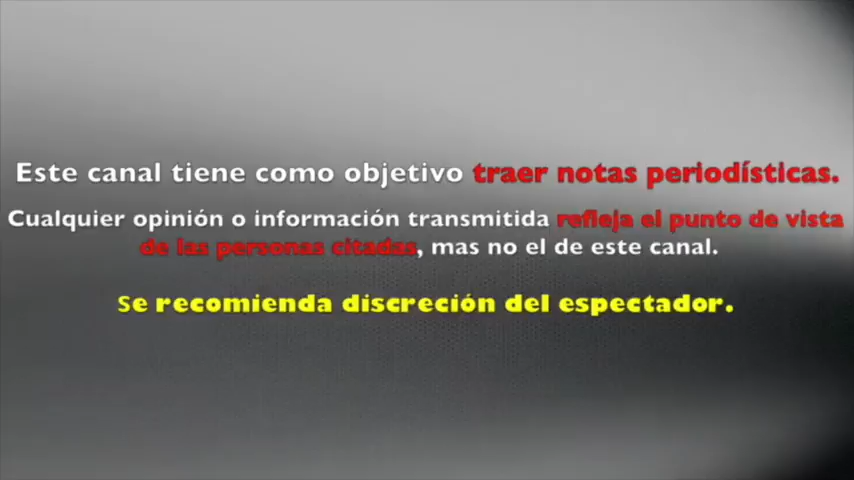 Este canal tiene como objetivo traer notas periodísticas.
Cualquier opinión o información transmitida refleja el punto de vista
de las personas citadas, mas no el de este canal.
Se recomienda discreción del espectador.